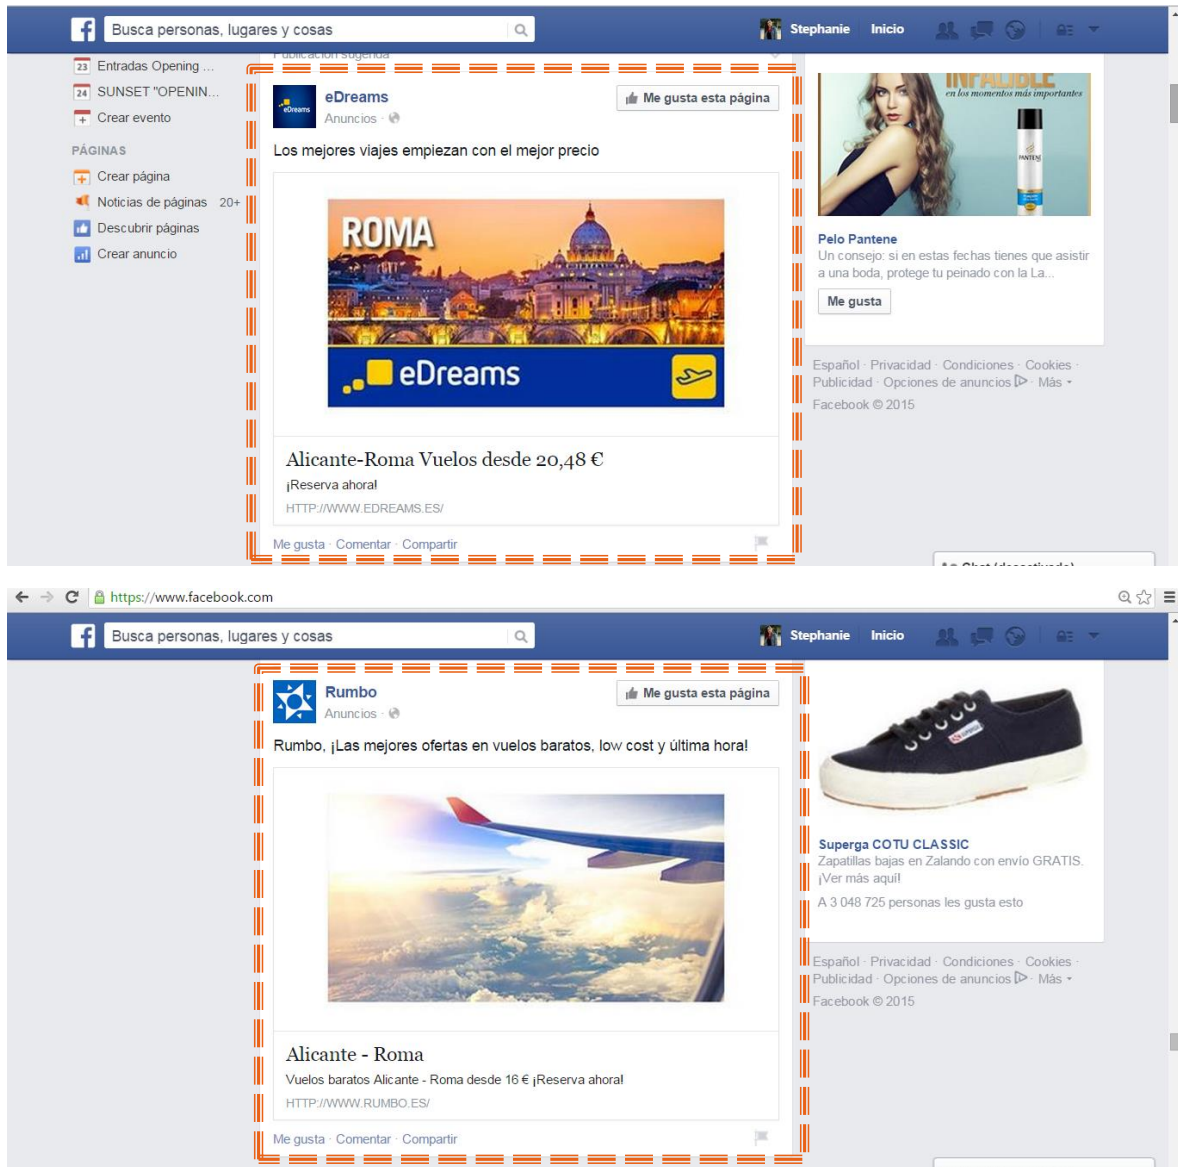 Busca personas, lugares y cosas
Stephanie Inicio
Publicación sugerida
23 Entradas Opening ...
24 SUNSET "OPENIN...
Crear evento
PÁGINAS
Crear página
Noticias de páginas 20+
Descubrir páginas
Crear anuncio
eDreams
eDreams
Anuncios ·
Me gusta esta página
Los mejores viajes empiezan con el mejor precio
ROMA
eDreams
Alicante-Roma Vuelos desde 20,48 €
¡Reserva ahora!
HTTP://WWW.EDREAMS.ES/
Me gusta · Comentar · Compartir
INFALIBLE
en los momentos más importantes
PANTENE
Pelo Pantene
Un consejo: si en estas fechas tienes que asistir
a una boda, protege tu peinado con la La...
Me gusta
Español · Privacidad · Condiciones · Cookies ·
Publicidad · Opciones de anuncios · Más
Facebook © 2015
Chat (desactivado)
https://www.facebook.com
Busca personas, lugares y cosas
Stephanie Inicio
Rumbo
Anuncios ·
Me gusta esta página
Rumbo, ¡Las mejores ofertas en vuelos baratos, low cost y última hora!
Alicante - Roma
Vuelos baratos Alicante - Roma desde 16 € ¡Reserva ahora!
HTTP://WWW.RUMBO.ES/
Me gusta · Comentar · Compartir
SUPERGA
Superga COTU CLASSIC
Zapatillas bajas en Zalando con envío GRATIS.
¡Ver más aquí!
A 3 048 725 personas les gusta esto
Español · Privacidad · Condiciones · Cookies ·
Publicidad · Opciones de anuncios · Más
Facebook © 2015